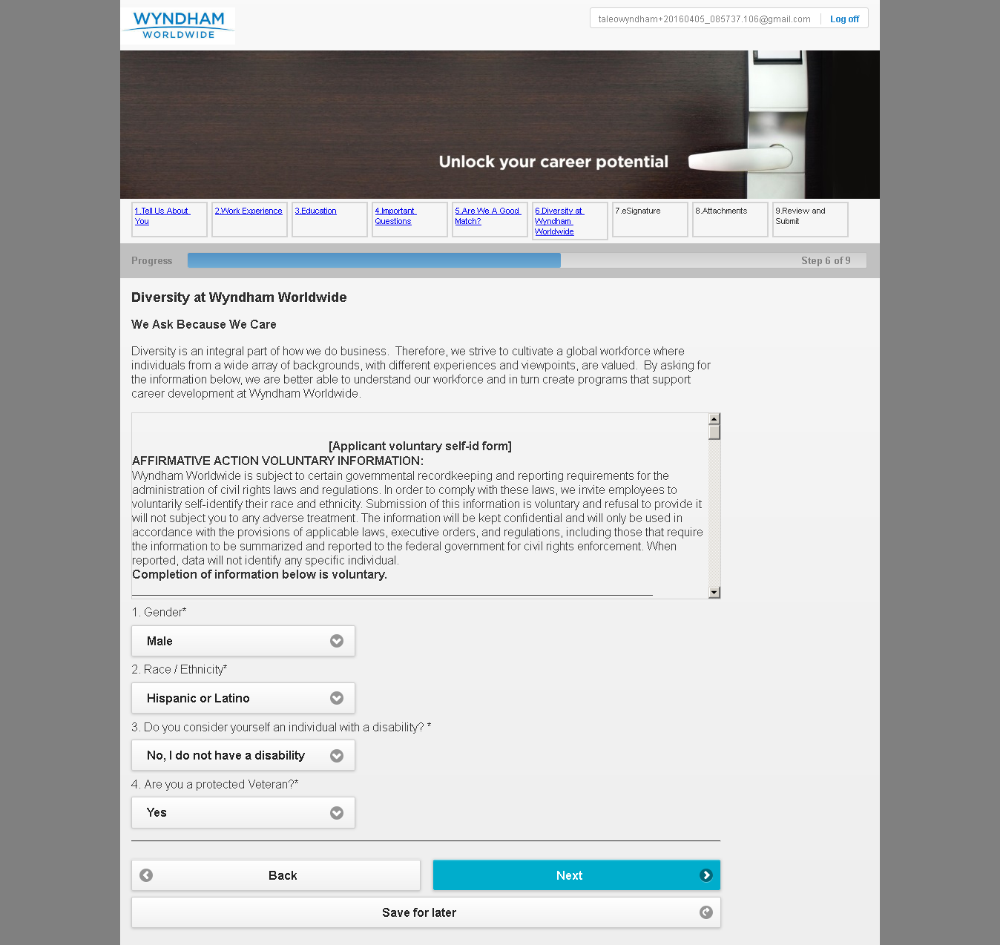 WYNDHAM
WORLDWIDE
taleowyndham+20160405_085737.106@gmail.com
Log off
Unlock your career potential
1.Tell Us About
You
2.Work Experience
3.Education
4.Important
Questions
5.Are We A Good
Match?
6.Diversity at
Wyndham
Worldwide
7.eSignature
8.Attachments
9.Review and
Submit
Progress
Step 6 of 9
Diversity at Wyndham Worldwide
We Ask Because We Care
Diversity is an integral part of how we do business.  Therefore, we strive to cultivate a global workforce where
individuals from a wide array of backgrounds, with different experiences and viewpoints, are valued.  By asking for
the information below, we are better able to understand our workforce and in turn create programs that support
career development at Wyndham Worldwide.
[Applicant voluntary self-id form]
AFFIRMATIVE ACTION VOLUNTARY INFORMATION:
Wyndham Worldwide is subject to certain governmental recordkeeping and reporting requirements for the
administration of civil rights laws and regulations. In order to comply with these laws, we invite employees to
voluntarily self-identify their race and ethnicity. Submission of this information is voluntary and refusal to provide it
will not subject you to any adverse treatment. The information will be kept confidential and will only be used in
accordance with the provisions of applicable laws, executive orders, and regulations, including those that require
the information to be summarized and reported to the federal government for civil rights enforcement. When
reported, data will not identify any specific individual.
Completion of information below is voluntary.
1. Gender*
Male
2. Race / Ethnicity*
Hispanic or Latino
3. Do you consider yourself an individual with a disability? *
No, I do not have a disability
4. Are you a protected Veteran?*
Yes
Back
Next
Save for later